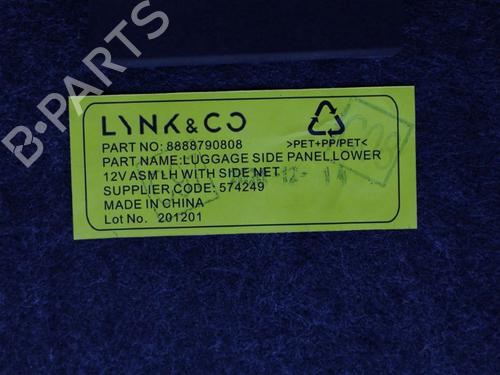 LYNK & CO
PART NO: 8888790808
>PET+PP/PET<
PART NAME: LUGGAGE SIDE PANEL,LOWER
12V ASM LH WITH SIDE NET
SUPPLIER CODE: 574249
MADE IN CHINA
Lot No. 201201
B-PARTS